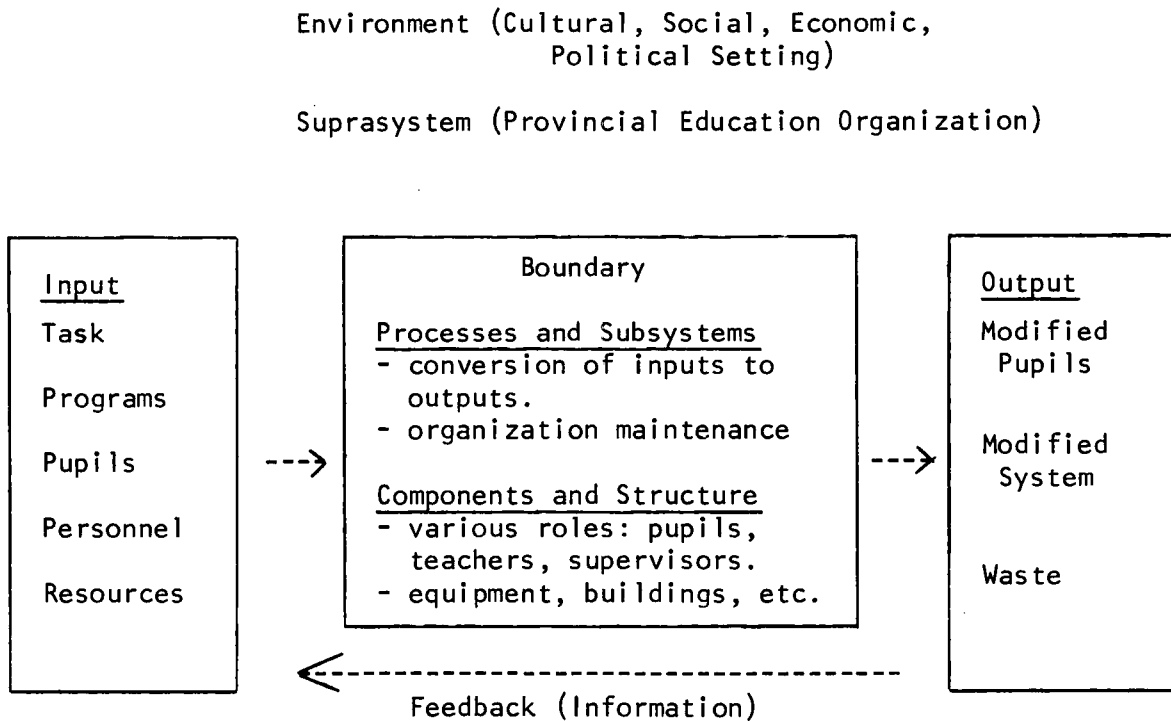 Environment (Cultural, Social, Economic,
Political Setting)
Suprasystem (Provincial Education Organization)
Input
Task
Programs
Pupils
Personnel
Resources
Boundary
Processes and Subsystems
- conversion of inputs to
outputs.
- organization maintenance
Components and Structure
- various roles: pupils,
teachers, supervisors.
- equipment, buildings, etc.
Output
Modified
Pupils
Modified
System
Waste
Feedback (Information)